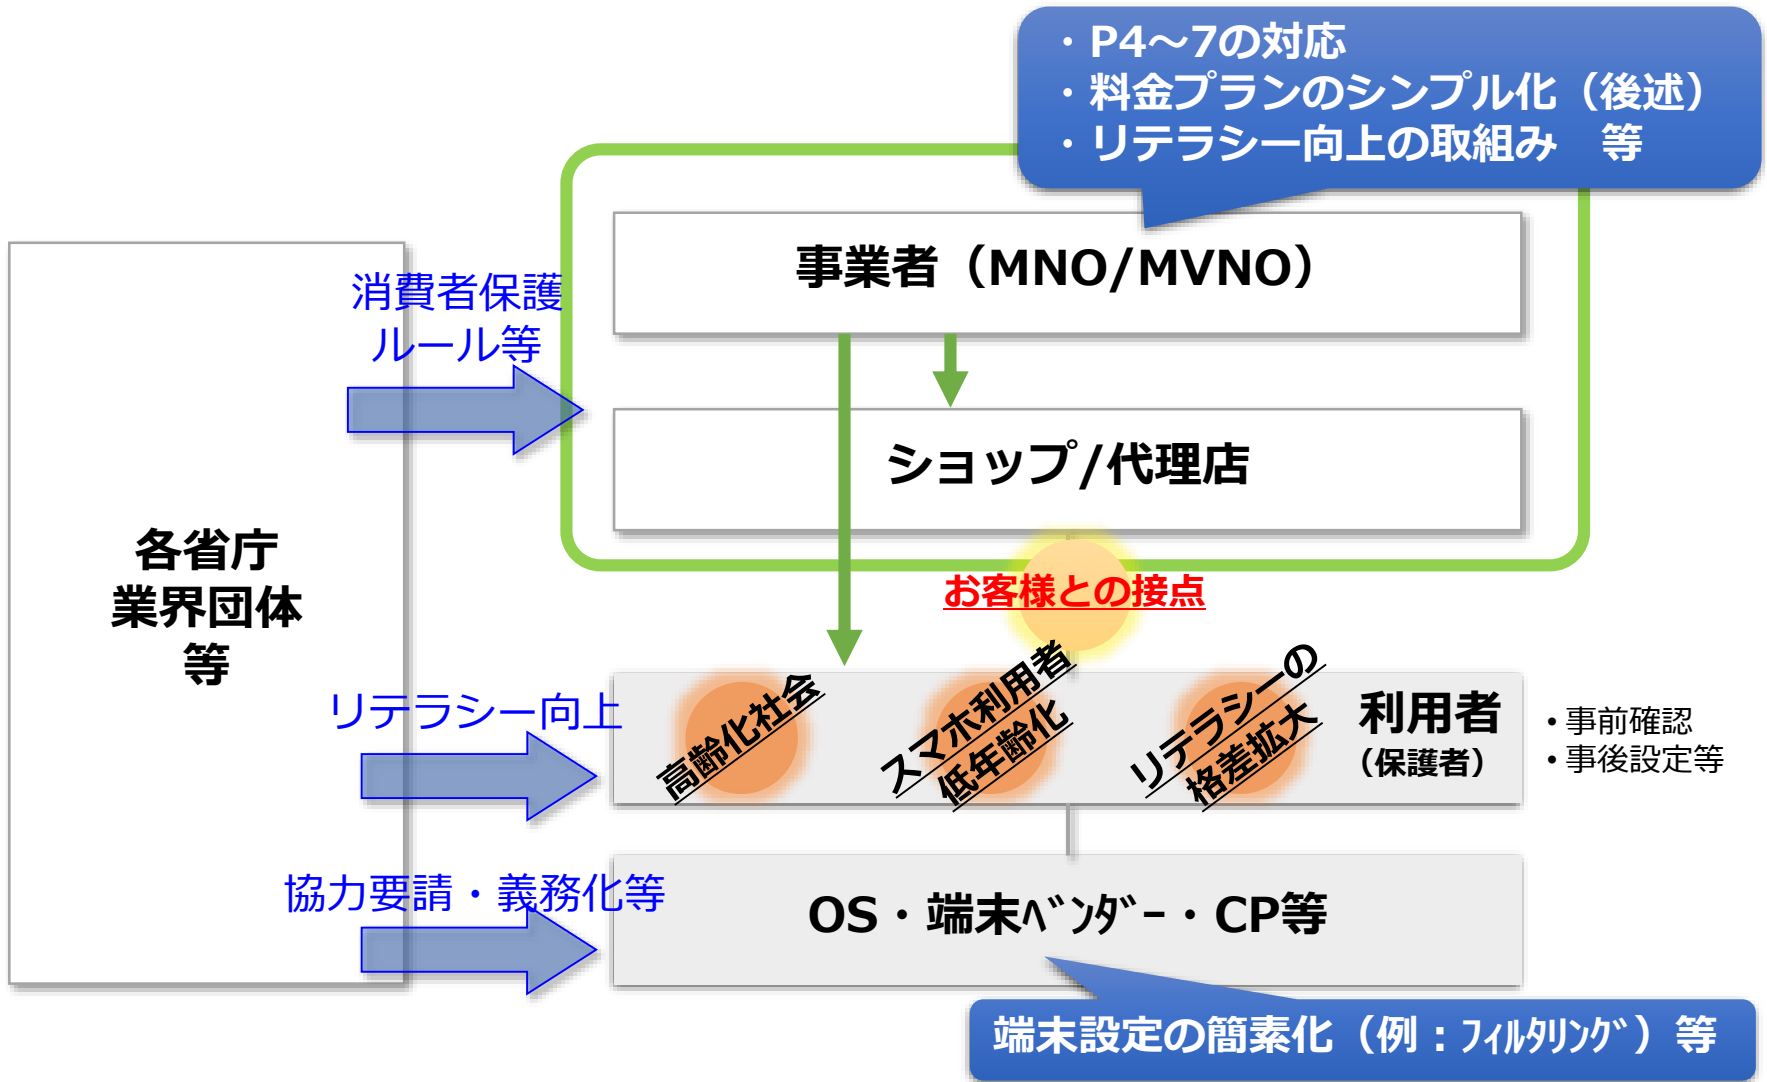 ・P4～7の対応
・料金プランのシンプル化（後述）
・リテラシー向上の取組み　等
事業者（MNO/MVNO）
消費者保護
ルール等
ショップ/代理店
各省庁
業界団体
等
お客様との接点
リテラシー向上
高齢化社会
スマホ利用者
低年齢化
リテラシーの
格差拡大
利用者
（保護者）
・事前確認
・事後設定等
協力要請・義務化等
OS・端末ﾍﾞﾝﾀﾞｰ・CP等
端末設定の簡素化（例：ﾌｨﾙﾀﾘﾝｸﾞ）等